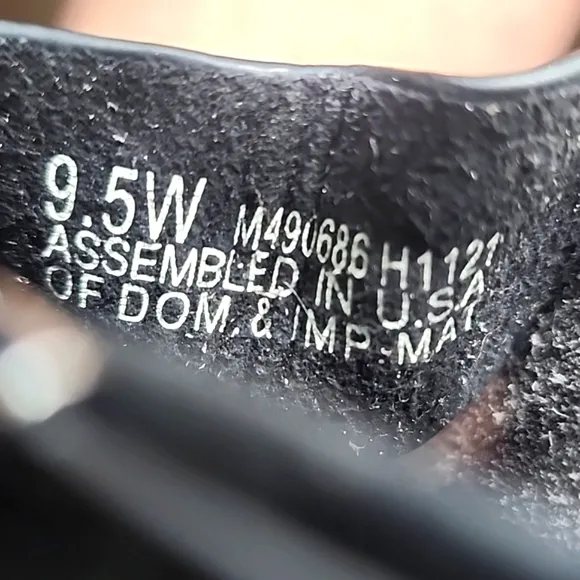 9.5W M490686 H1121
ASSEMBLED IN U.S.A
OF DOM. & IMP. MAT.